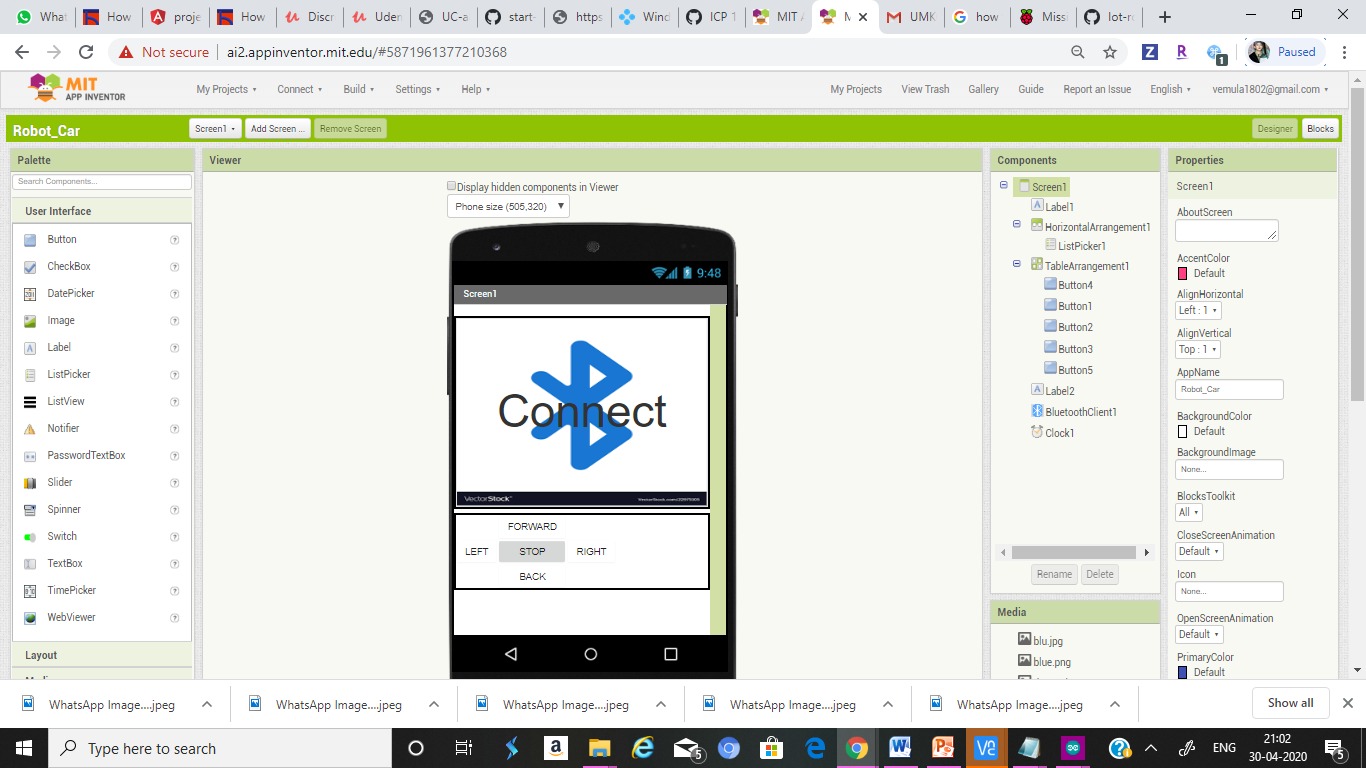 What
How
proje
How
Discr
Uden
UC-a
start-
https
Wind
ICP 1
MIT A
M
UMK
how
Missi
Iot-ro
Not secure | ai2.appinventor.mit.edu/#5871961377210368
Paused
1
MIT
APP INVENTOR
My Projects Connect Build Settings Help My Projects View Trash Gallery Guide Report an Issue English vemula1802@gmail.com
Robot_Car Screen1 Add Screen ... Remove Screen Designer Blocks
Palette
Search Components...
User Interface
Button
CheckBox
DatePicker
Image
Label
ListPicker
ListView
Notifier
PasswordTextBox
Slider
Spinner
Switch
TextBox
TimePicker
WebViewer
Layout
Viewer
Display hidden components in Viewer
Phone size (505,320)
9:48
Screen1
Connect
VectorStock
FORWARD
LEFT STOP RIGHT
BACK
Components
Screen1
Label1
HorizontalArrangement1
ListPicker1
TableArrangement1
Button4
Button1
Button2
Button3
Button5
Label2
BluetoothClient1
Clock1
Rename Delete
Media
blu.jpg
blue.png
Properties
Screen1
AboutScreen
AccentColor
Default
AlignHorizontal
Left : 1
AlignVertical
Top : 1
AppName
Robot_Car
BackgroundColor
Default
BackgroundImage
None...
BlocksToolkit
All
CloseScreenAnimation
Default
Icon
None...
OpenScreenAnimation
Default
PrimaryColor
Default
WhatsApp Image....jpeg WhatsApp Image....jpeg WhatsApp Image....jpeg WhatsApp Image....jpeg WhatsApp Image....jpeg Show all
Type here to search
5
ENG
21:02
30-04-2020
5